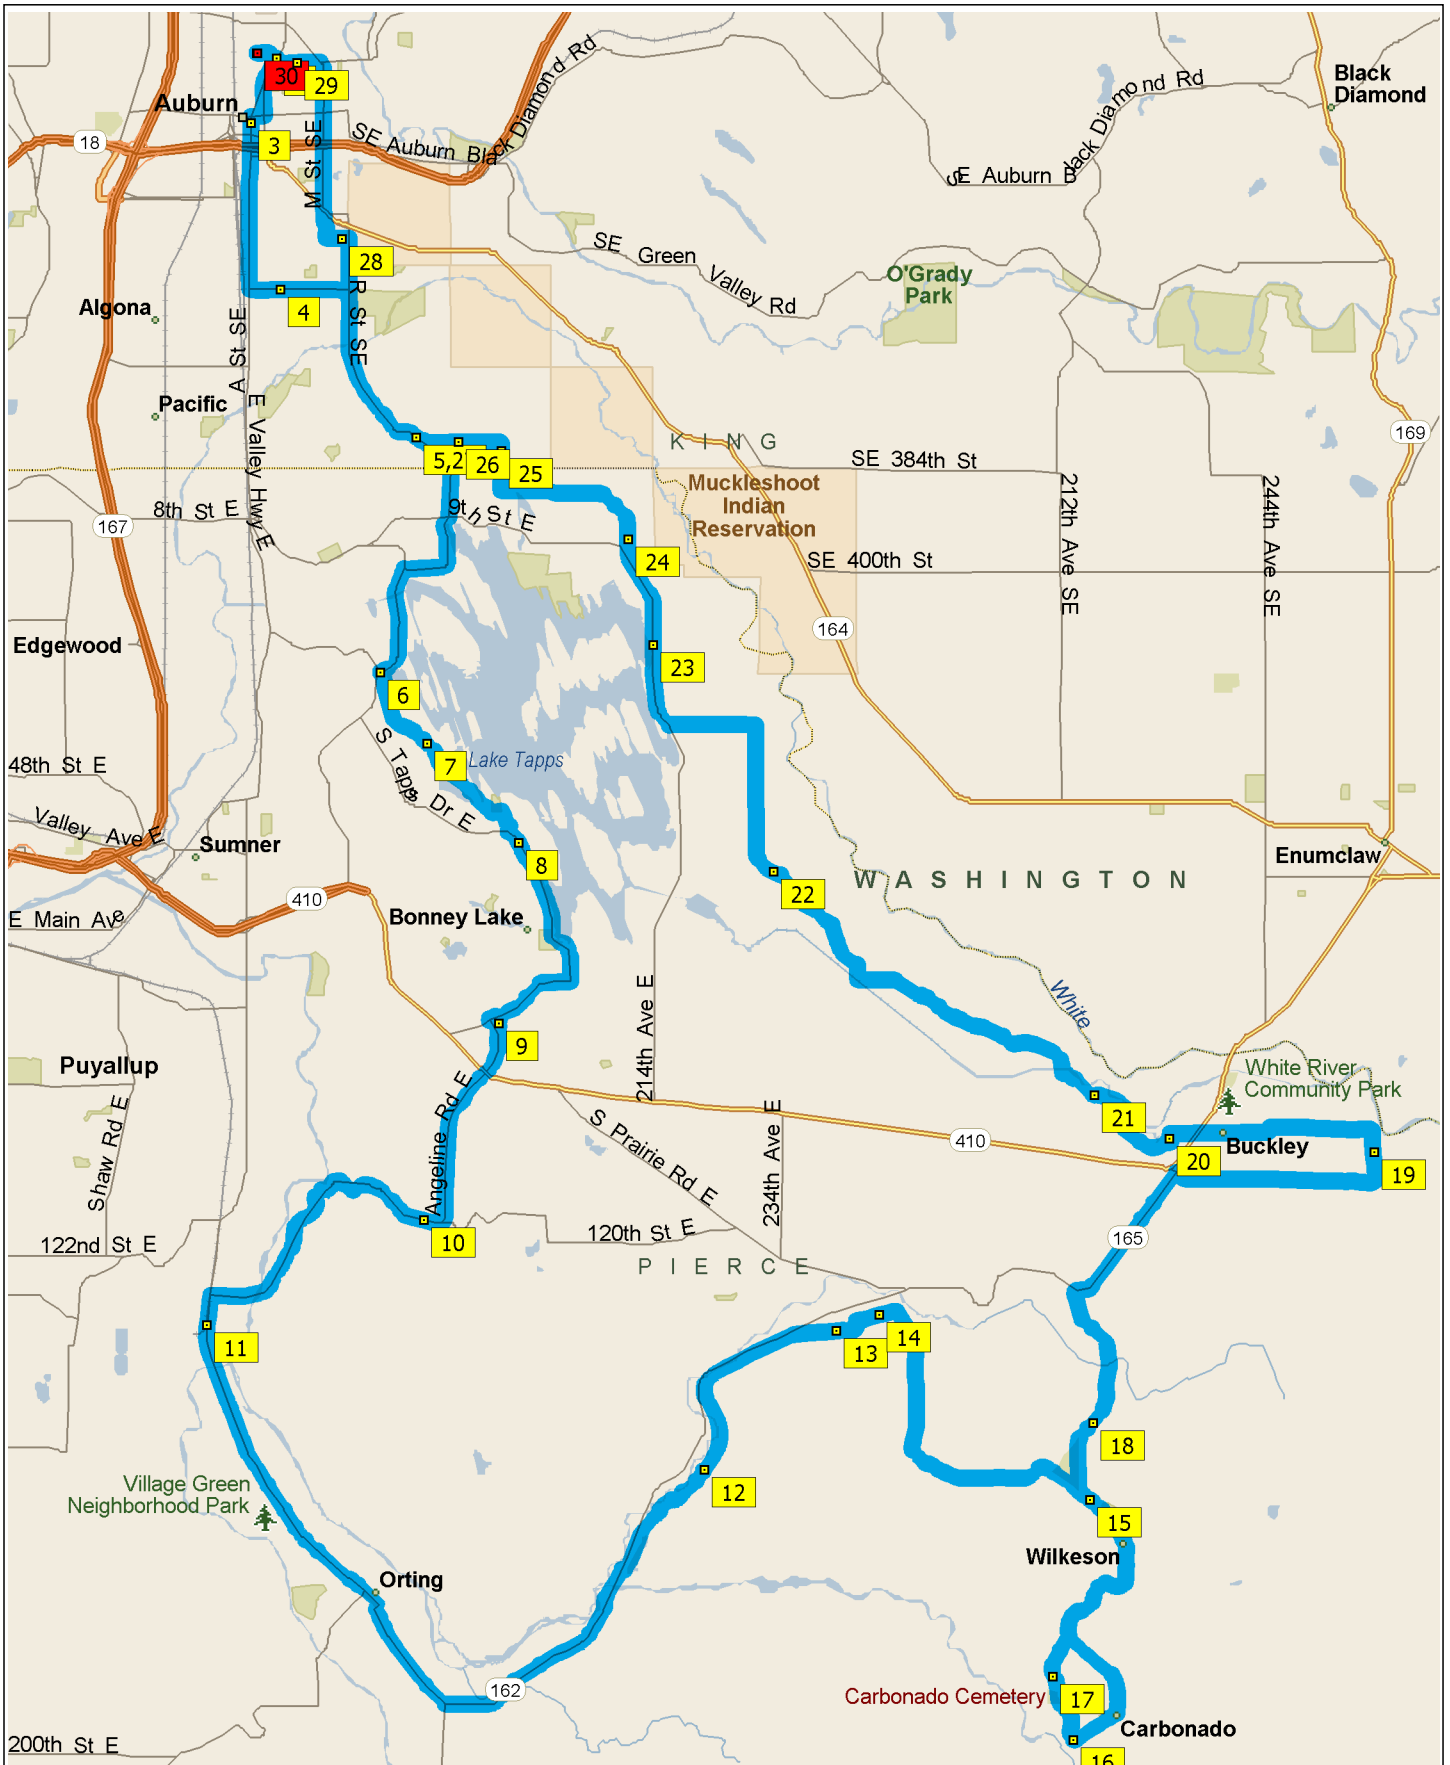 Black
Diamond
30
29
Auburn
18
3
M St SE
SE Auburn Black Diamond Rd
SE Auburn Black Diamond Rd
28
SE Green Valley Rd
O'Grady
Park
Algona
4
R St SE
A St SE
Pacific
E Valley Hwy E
KING
169
5,2
26
25
SE 384th St
Muckleshoot
Indian
Reservation
212th Ave SE
244th Ave SE
8th St E
9th St E
167
24
SE 400th St
164
Edgewood
23
6
S Tapps Dr E
7
Lake Tapps
48th St E
Valley Ave E
Sumner
8
Enumclaw
22
WASHINGTON
410
E Main Ave
Bonney Lake
White
214th Ave E
9
Puyallup
White River
Community Park
Shaw Rd E
Angeline Rd E
S Prairie Rd E
234th Ave E
21
410
Buckley
20
19
122nd St E
10
120th St E
165
PIERCE
11
13
14
18
Village Green
Neighborhood Park
12
15
Wilkeson
Orting
162
Carbonado Cemetery
17
Carbonado
200th St E
16